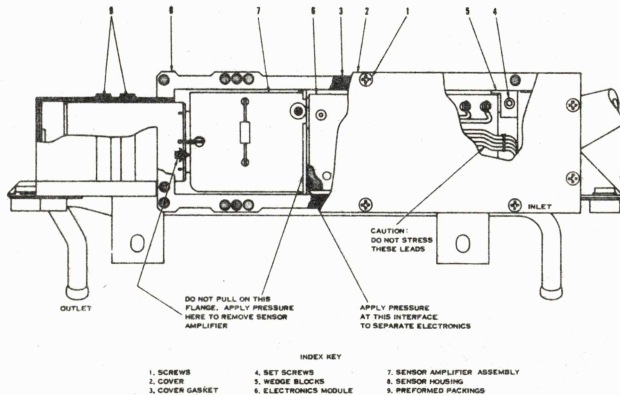 9 8 7 6 3 2 1 5 4
INLET
CAUTION:
DO NOT STRESS
THESE LEADS
OUTLET
DO NOT PULL ON THIS
FLANGE. APPLY PRESSURE
HERE TO REMOVE SENSOR
AMPLIFIER
APPLY PRESSURE
AT THIS INTERFACE
TO SEPARATE ELECTRONICS
INDEX KEY
1. SCREWS
2. COVER
3. COVER GASKET
4. SET SCREWS
5. WEDGE BLOCKS
6. ELECTRONICS MODULE
7. SENSOR AMPLIFIER ASSEMBLY
8. SENSOR HOUSING
9. PREFORMED PACKINGS